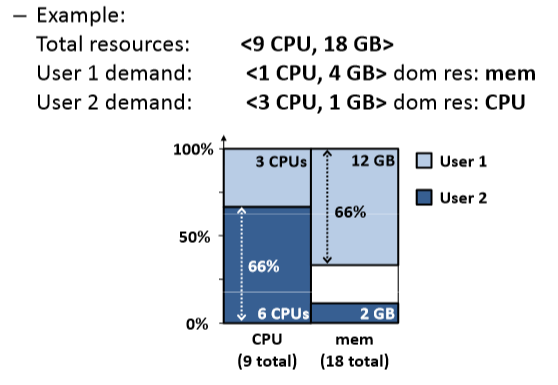 – Example:
Total resources: <9 CPU, 18 GB>
User 1 demand: <1 CPU, 4 GB> dom res: mem
User 2 demand: <3 CPU, 1 GB> dom res: CPU
100%
3 CPUs
12 GB
User 1
User 2
66%
50%
66%
6 CPUs
2 GB
0%
CPU
(9 total)
mem
(18 total)